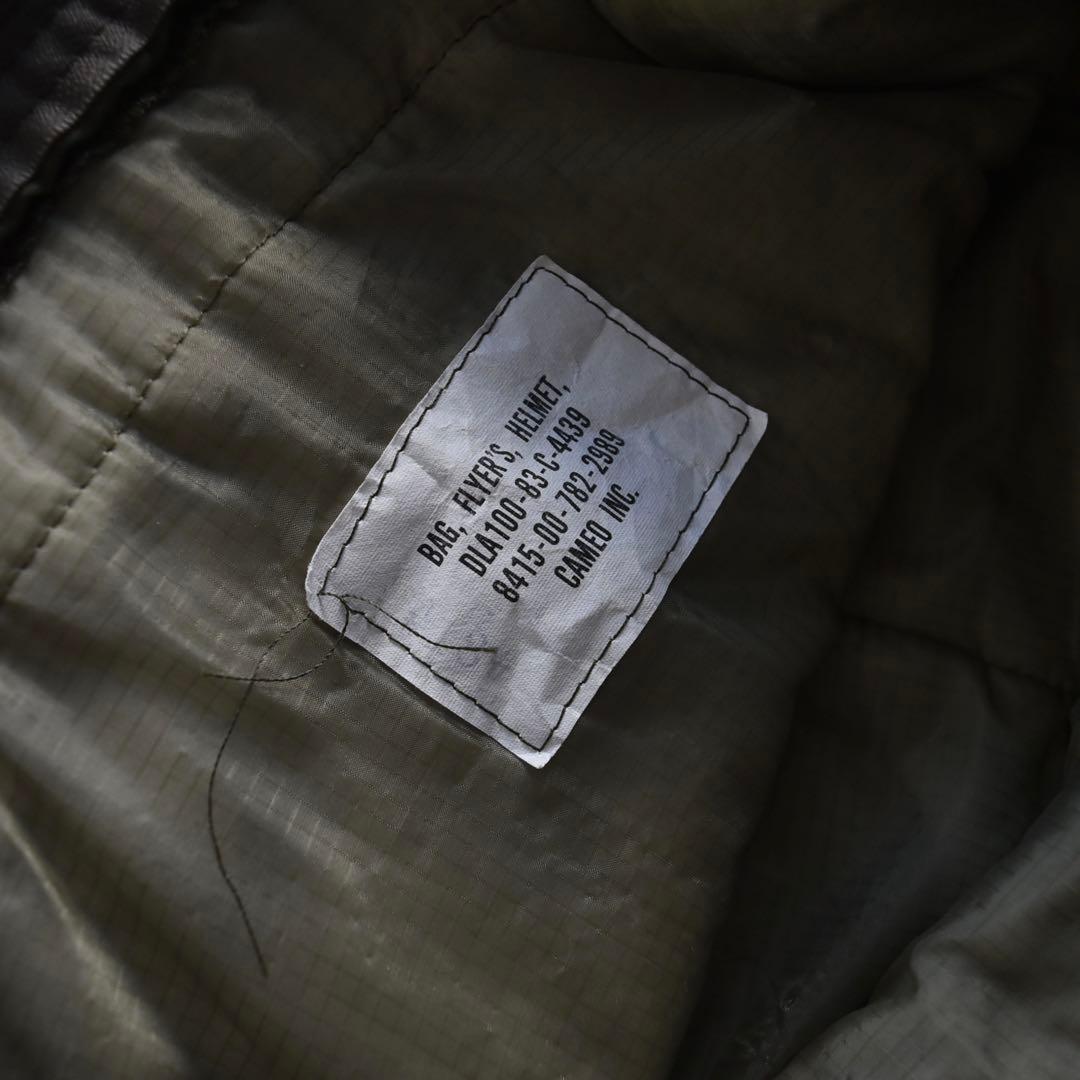 BAG, FLYER'S, HELMET,
DLA100-83-C-4439
8415-00-782-2989
CAMEO INC.